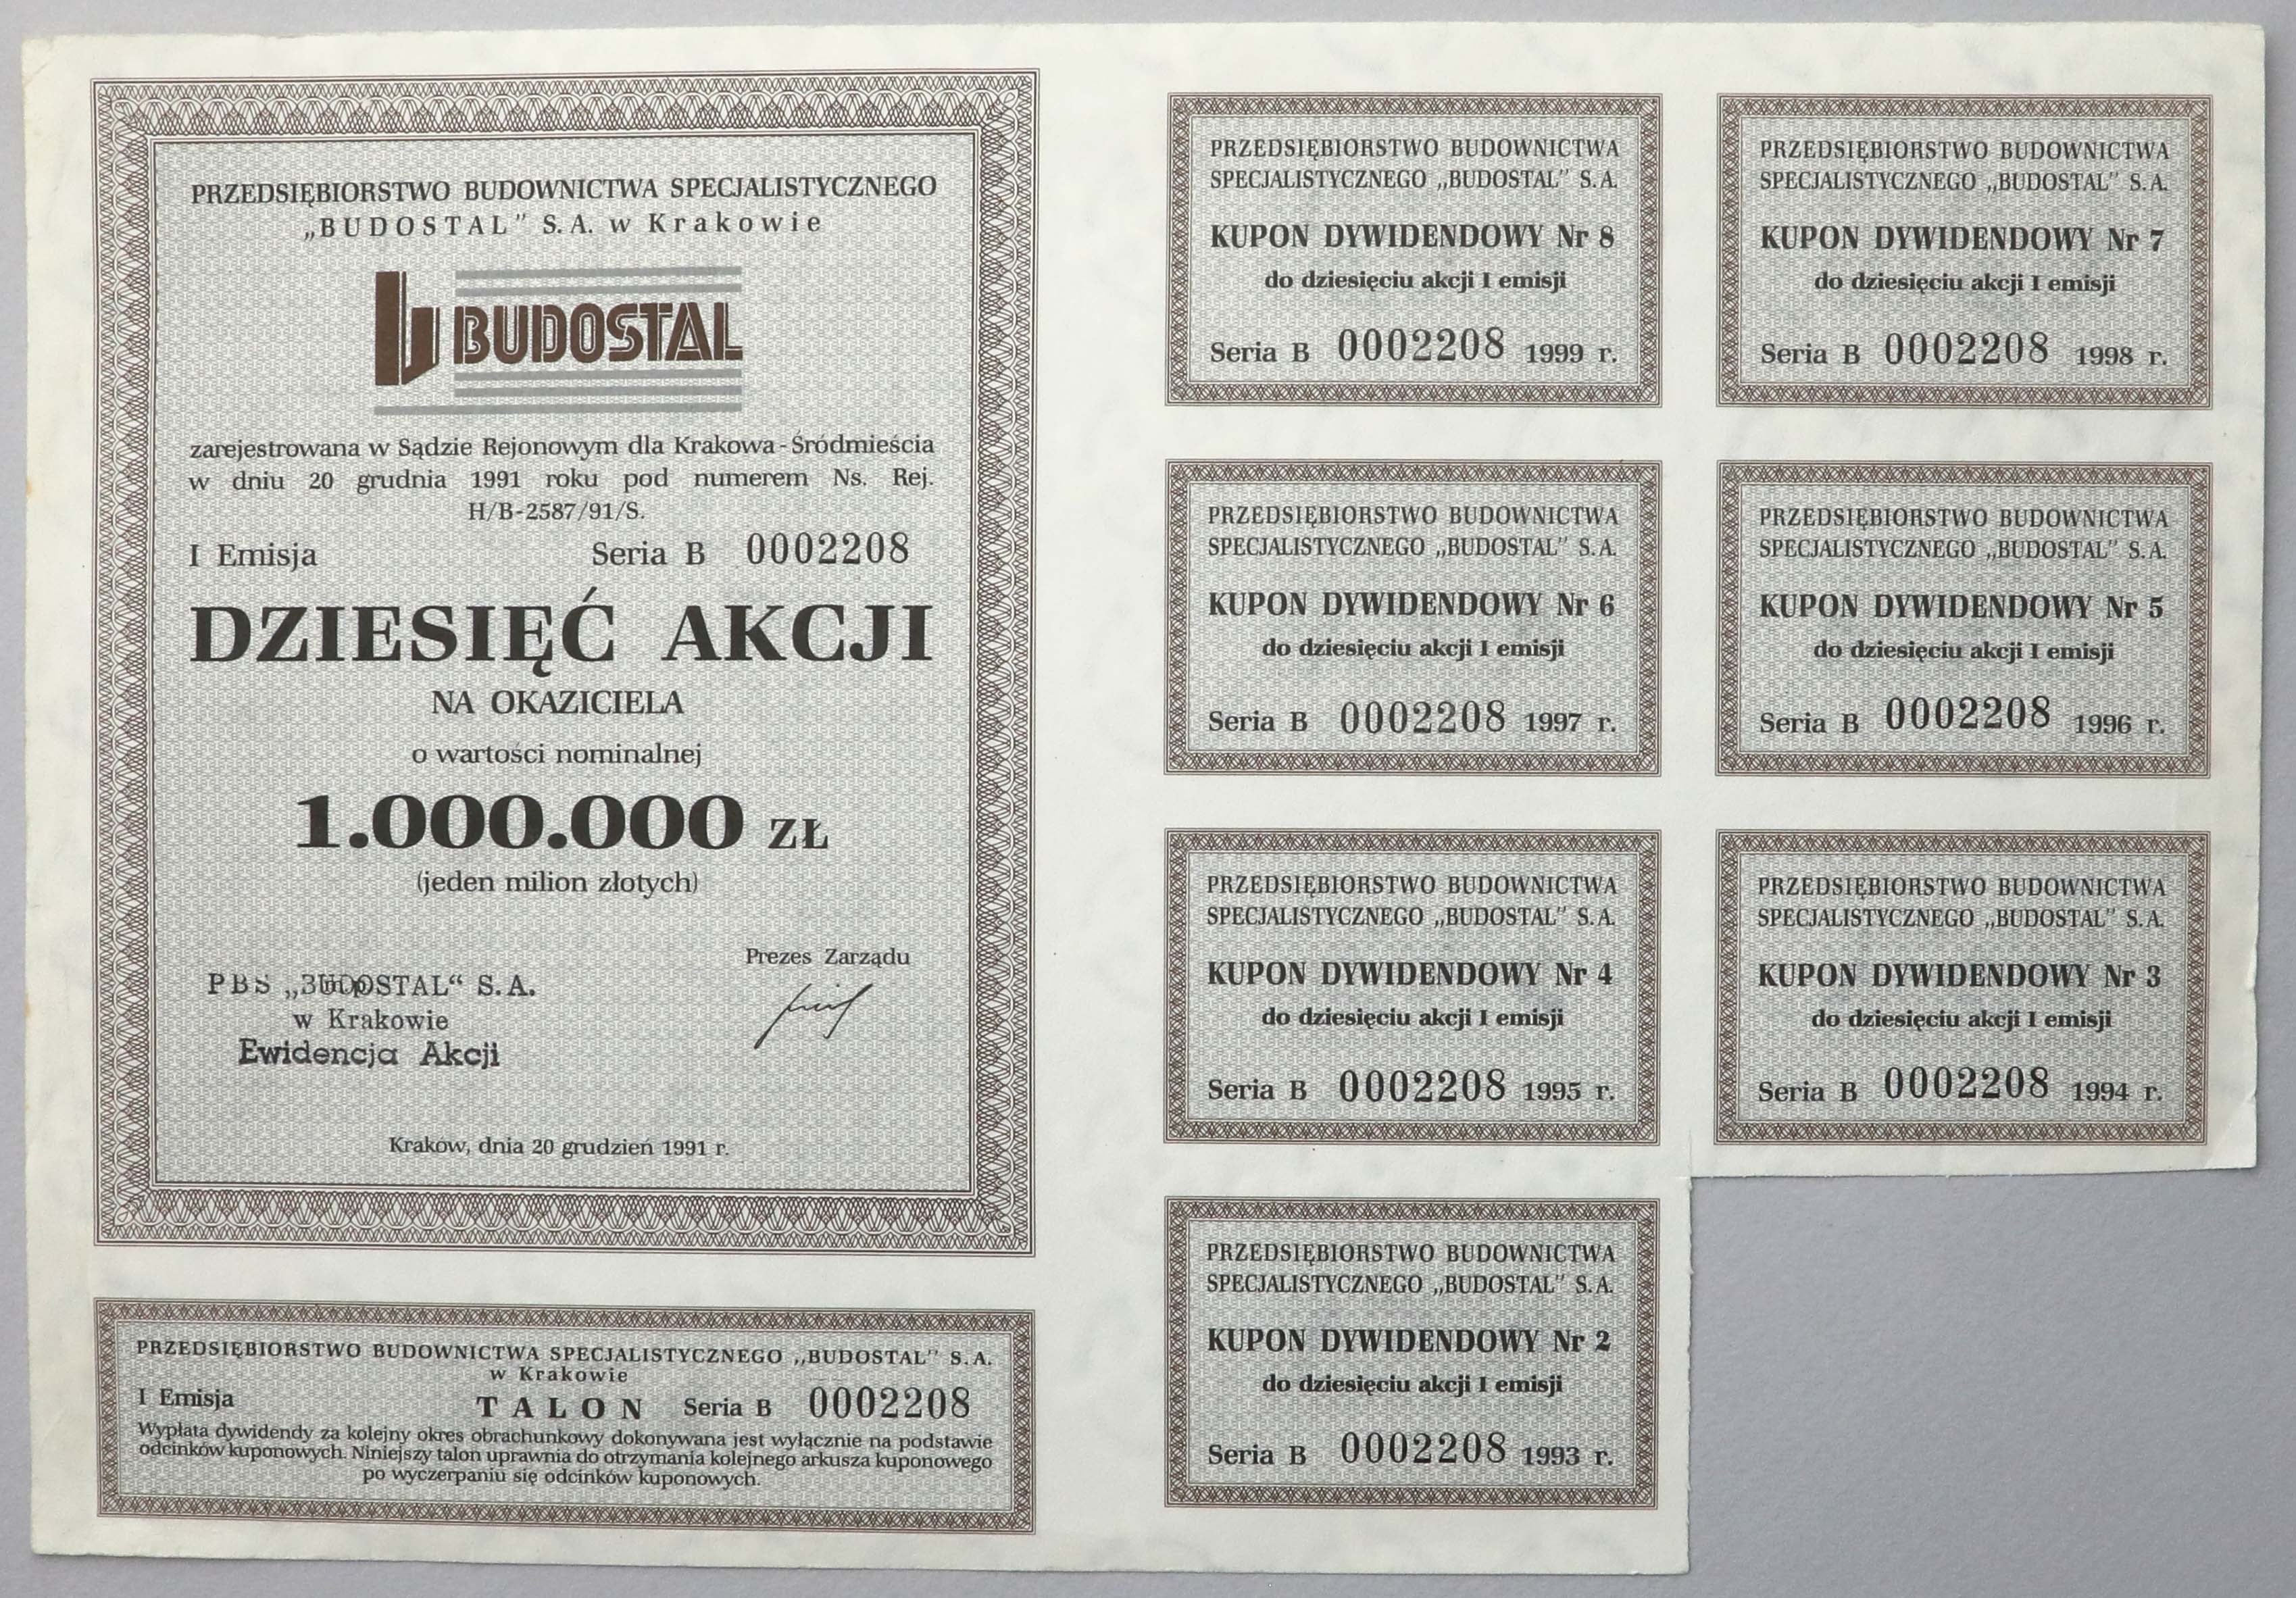 PRZEDSIĘBIORSTWO BUDOWNICTWA SPECJALISTYCZNEGO
„BUDOSTAL" S.A. w Krakowie
BUDOSTAL
zarejestrowana w Sądzie Rejonowym dla Krakowa-Śródmieścia
w dniu 20 grudnia 1991 roku pod numerem Ns. Rej.
H/B-2587/91/S.
I Emisja Seria B 0002208
DZIESIĘĆ AKCJI
NA OKAZICIELA
o wartości nominalnej
1.000.000 ZŁ
(jeden milion złotych)
Prezes Zarządu
PBS „BUDOSTAL“ S.A.
w Krakowie
Ewidencja Akcji
Krakow, dnia 20 grudzień 1991 r.
PRZEDSIĘBIORSTWO BUDOWNICTWA SPECJALISTYCZNEGO „BUDOSTAL" S.A.
w Krakowie
I Emisja TALON Seria B 0002208
Wypłata dywidendy za kolejny okres obrachunkowy dokonywana jest wyłącznie na podstawie
odcinków kuponowych. Niniejszy talon uprawnia do otrzymania kolejnego arkusza kuponowego
po wyczerpaniu się odcinków kuponowych.
PRZEDSIĘBIORSTWO BUDOWNICTWA
SPECJALISTYCZNEGO „BUDOSTAL" S.A.
KUPON DYWIDENDOWY Nr 8
do dziesięciu akcji I emisji
Seria B 0002208 1999 r.
PRZEDSIĘBIORSTWO BUDOWNICTWA
SPECJALISTYCZNEGO „BUDOSTAL" S.A.
KUPON DYWIDENDOWY Nr 7
do dziesięciu akcji I emisji
Seria B 0002208 1998 r.
PRZEDSIĘBIORSTWO BUDOWNICTWA
SPECJALISTYCZNEGO „BUDOSTAL" S.A.
KUPON DYWIDENDOWY Nr 6
do dziesięciu akcji I emisji
Seria B 0002208 1997 r.
PRZEDSIĘBIORSTWO BUDOWNICTWA
SPECJALISTYCZNEGO „BUDOSTAL" S.A.
KUPON DYWIDENDOWY Nr 5
do dziesięciu akcji I emisji
Seria B 0002208 1996 r.
PRZEDSIĘBIORSTWO BUDOWNICTWA
SPECJALISTYCZNEGO „BUDOSTAL" S.A.
KUPON DYWIDENDOWY Nr 4
do dziesięciu akcji I emisji
Seria B 0002208 1995 r.
PRZEDSIĘBIORSTWO BUDOWNICTWA
SPECJALISTYCZNEGO „BUDOSTAL" S.A.
KUPON DYWIDENDOWY Nr 3
do dziesięciu akcji I emisji
Seria B 0002208 1994 r.
PRZEDSIĘBIORSTWO BUDOWNICTWA
SPECJALISTYCZNEGO „BUDOSTAL" S.A.
KUPON DYWIDENDOWY Nr 2
do dziesięciu akcji I emisji
Seria B 0002208 1993 r.